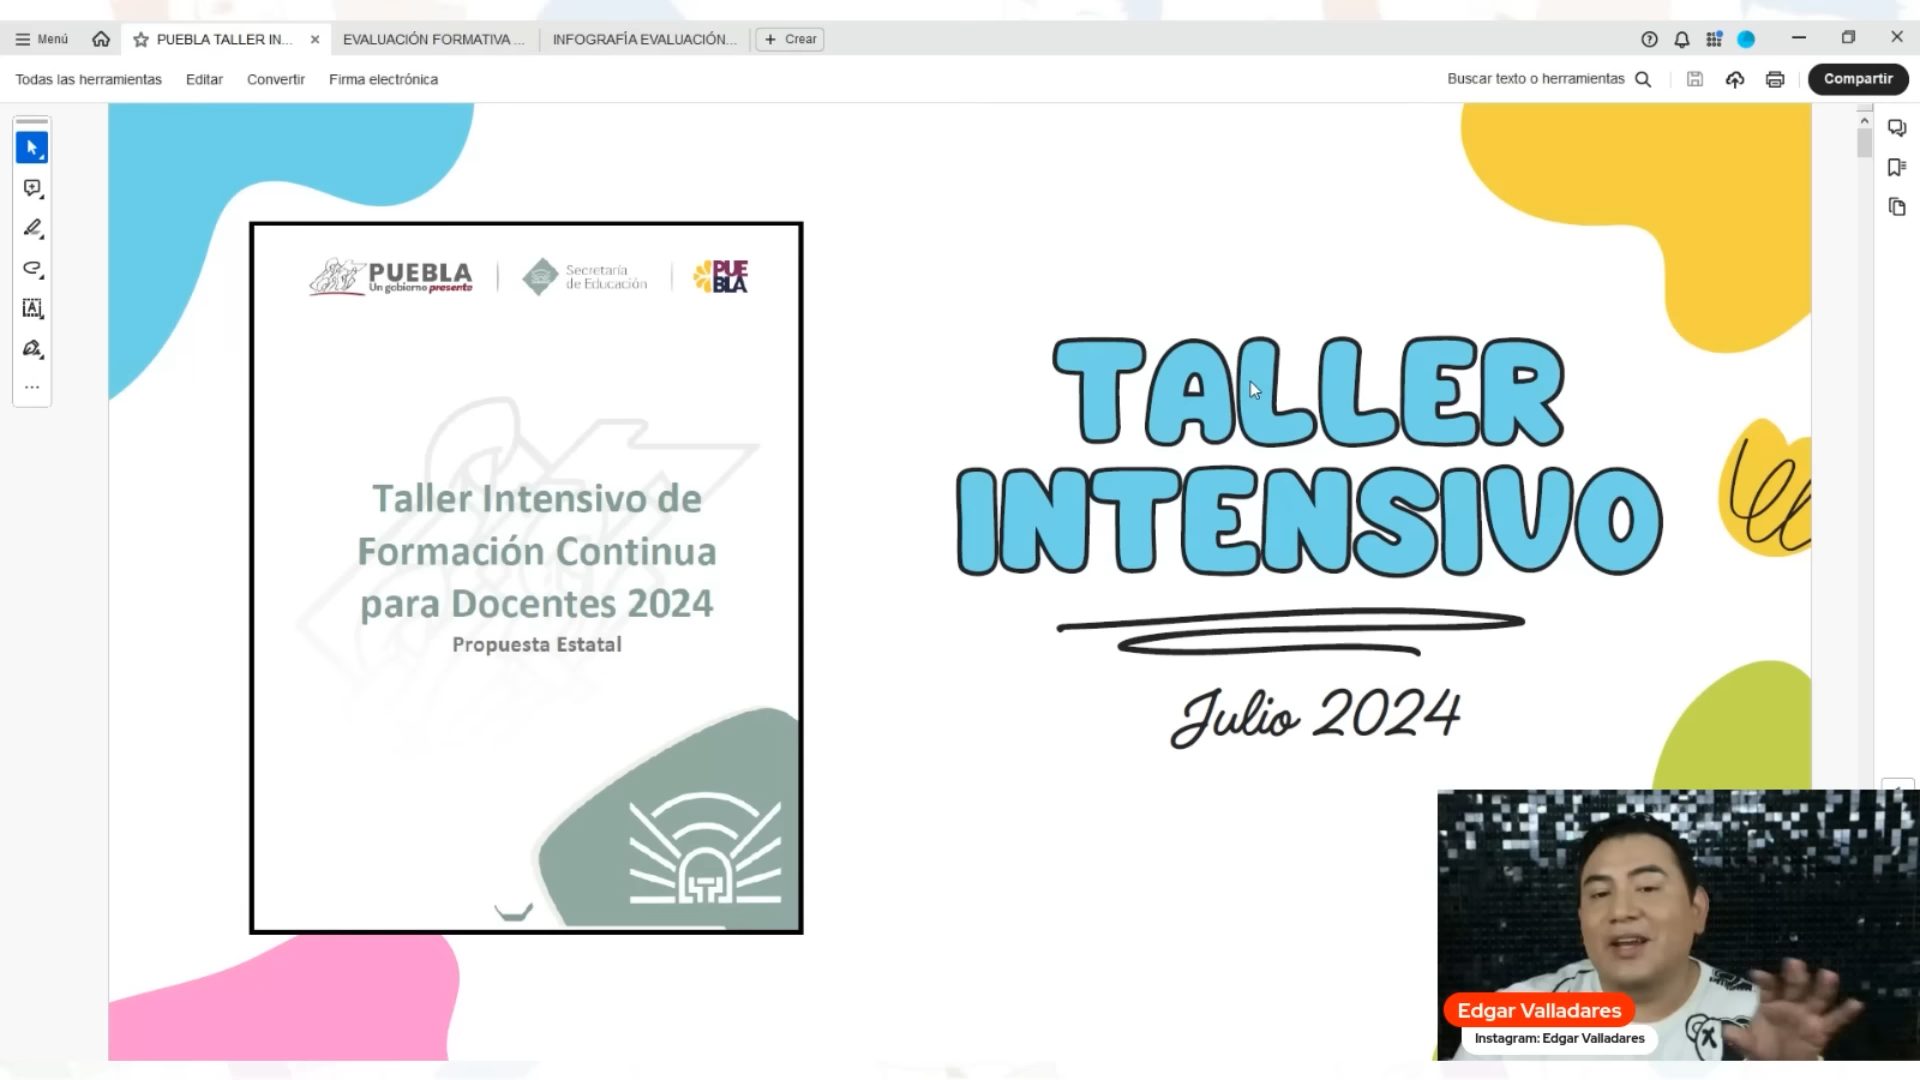 Menú
PUEBLA TALLER IN...
EVALUACIÓN FORMATIVA ...
INFOGRAFÍA EVALUACIÓN...
Crear
Todas las herramientas
Editar
Convertir
Firma electrónica
Buscar texto o herramientas
Compartir
PUEBLA
Un gobierno presente
Secretaría
de Educación
PUE
BLA
Taller Intensivo de
Formación Continua
para Docentes 2024
Propuesta Estatal
TALLER
INTENSIVO
Julio 2024
Edgar Valladares
Instagram: Edgar Valladares